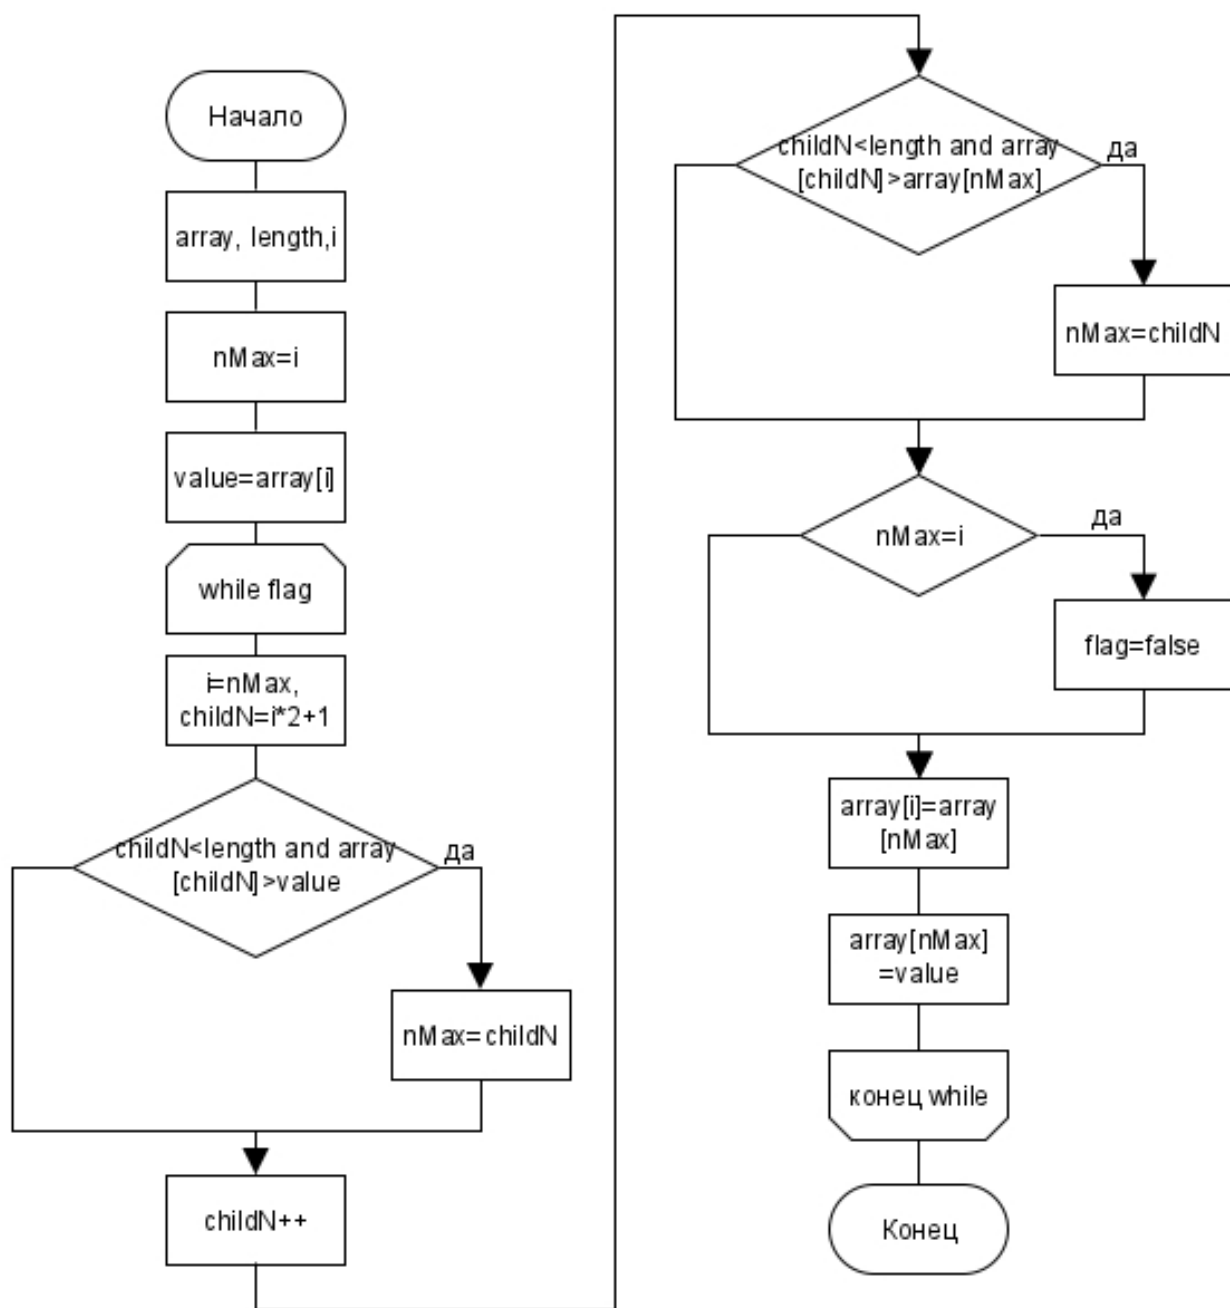 Начало
array, length,i
nMax=i
value=array[i]
while flag
i=nMax,
childN=i*2+1
childN<length and array
[childN]>value
да
nMax=childN
childN++
childN<length and array
[childN]>array[nMax]
да
nMax=childN
nMax=i
да
flag=false
array[i]=array
[nMax]
array[nMax]
=value
конец while
Конец